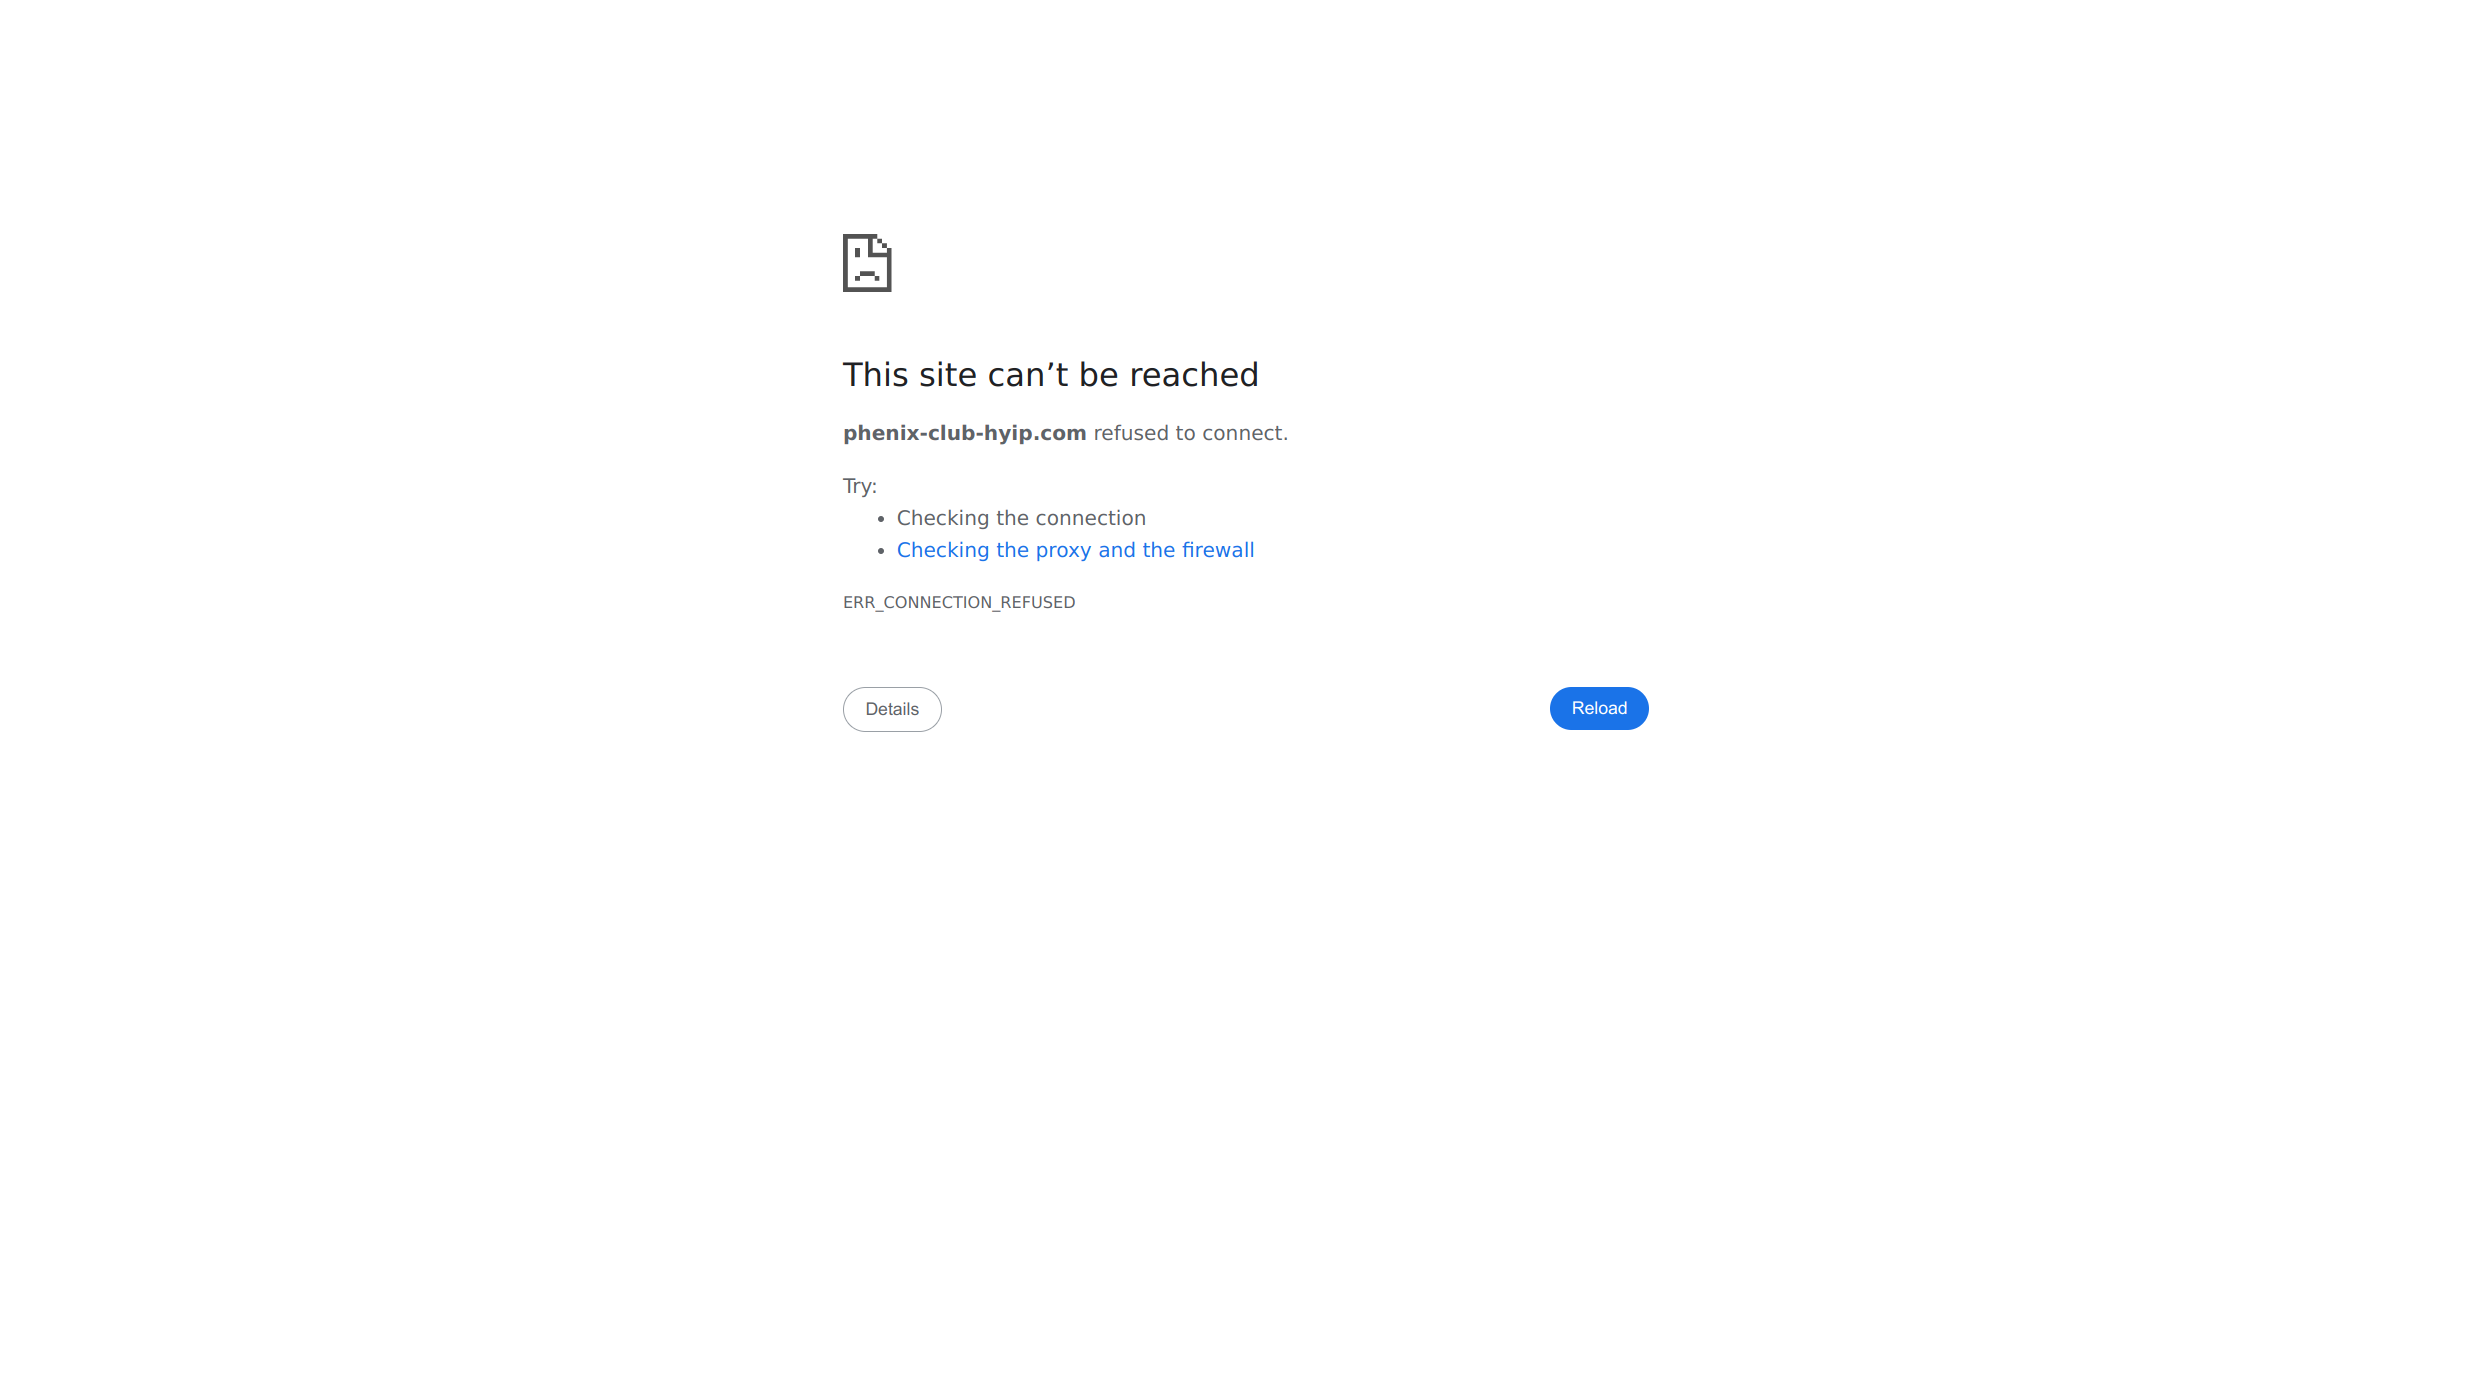 This site can’t be reached
phenix-club-hyip.com refused to connect.
Try:
• Checking the connection
• Checking the proxy and the firewall
ERR_CONNECTION_REFUSED
Details
Reload